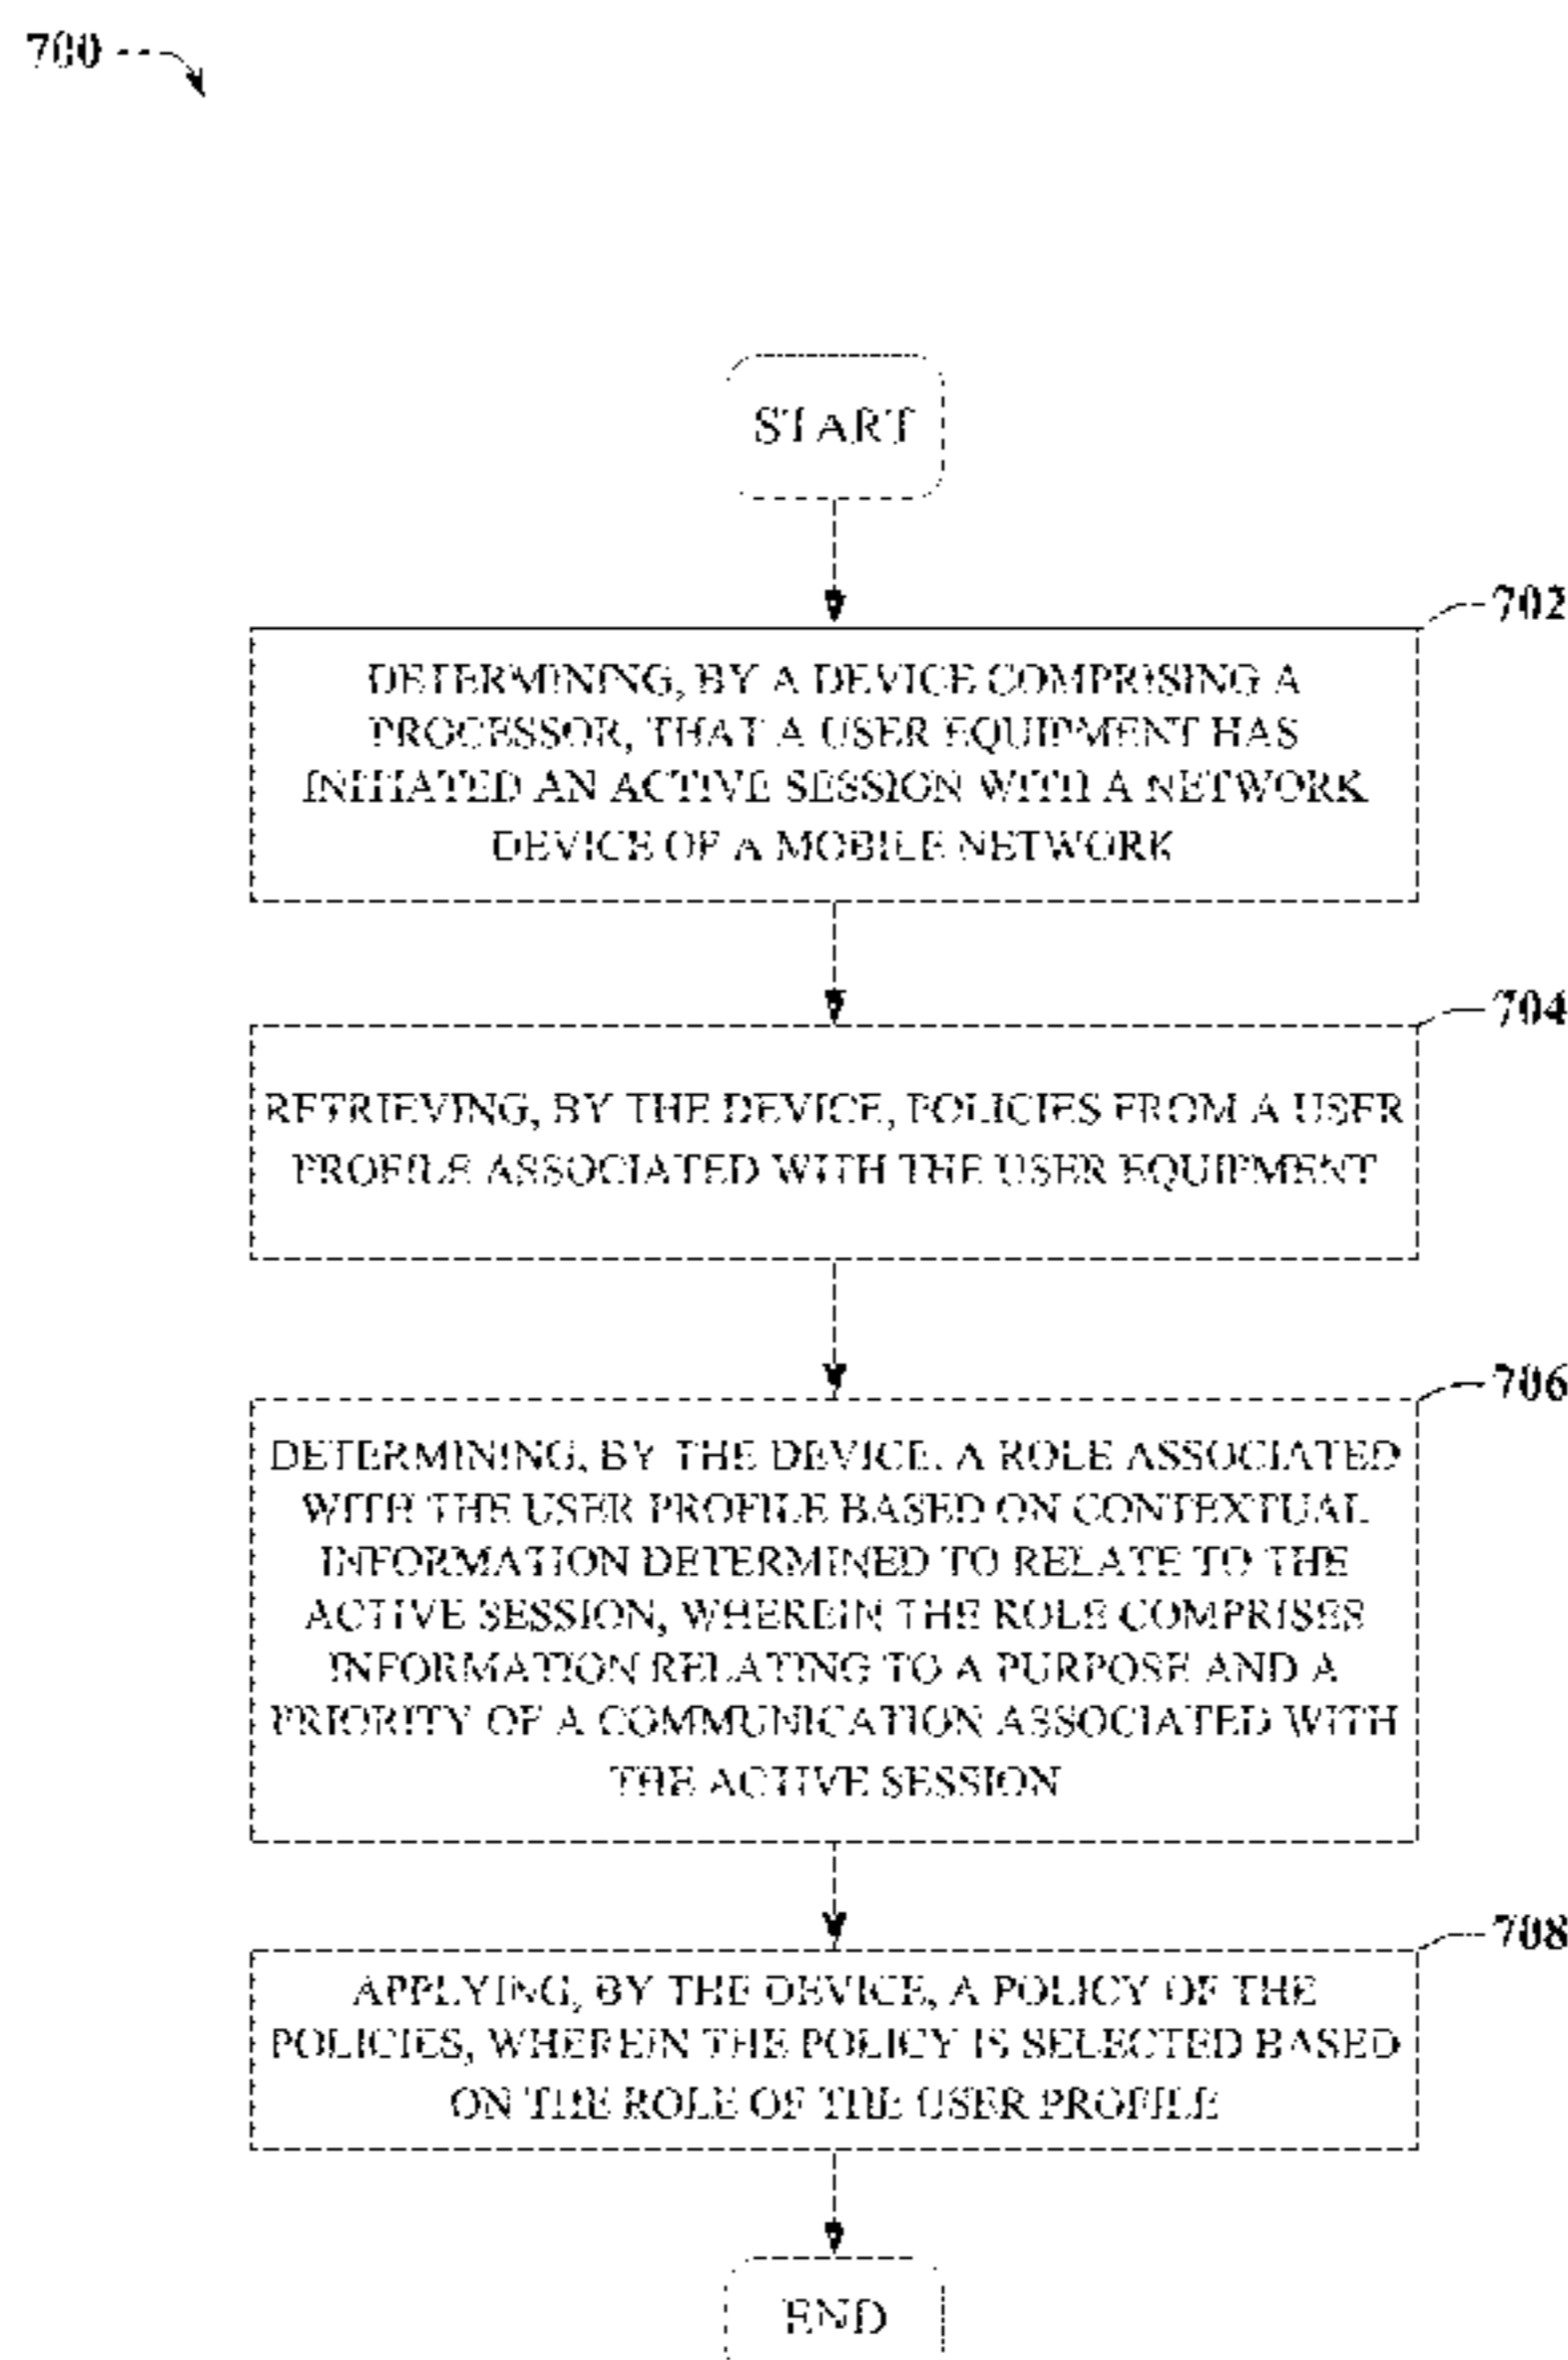 700
START
702
DETERMINING, BY A DEVICE COMPRISING A
PROCESSOR, THAT A USER EQUIPMENT HAS
INITIATED AN ACTIVE SESSION WITH A NETWORK
DEVICE OF A MOBILE NETWORK
704
RETRIEVING, BY THE DEVICE, POLICIES FROM A USER
PROFILE ASSOCIATED WITH THE USER EQUIPMENT
706
DETERMINING, BY THE DEVICE, A ROLE ASSOCIATED
WITH THE USER PROFILE BASED ON CONTEXTUAL
INFORMATION DETERMINED TO RELATE TO THE
ACTIVE SESSION, WHEREIN THE ROLE COMPRISES
INFORMATION RELATING TO A PURPOSE AND A
PRIORITY OF A COMMUNICATION ASSOCIATED WITH
THE ACTIVE SESSION
708
APPLYING, BY THE DEVICE, A POLICY OF THE
POLICIES, WHEREIN THE POLICY IS SELECTED BASED
ON THE ROLE OF THE USER PROFILE
END